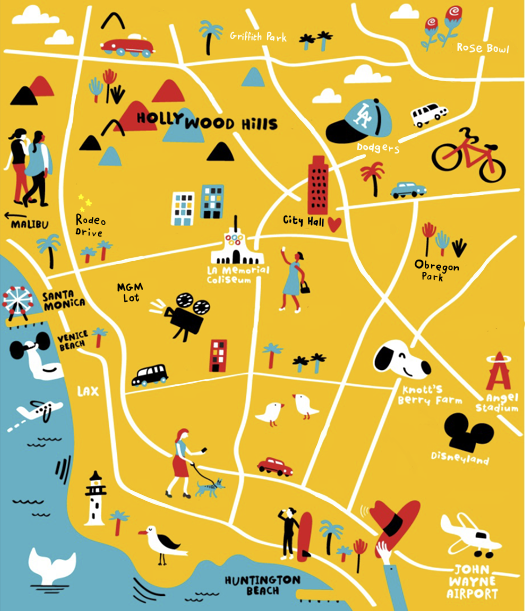 Griffith Park
Rose Bowl
HOLLYWOOD HILLS
LA
Dodgers
MALIBU
Rodeo
Drive
City Hall
LA Memorial
Coliseum
Obregon
Park
MGM
Lot
SANTA
MONICA
VENICE
BEACH
LAX
Knott's
Berry Farm
Angel
Stadium
Disneyland
HUNTINGTON
BEACH
JOHN
WAYNE
AIRPORT